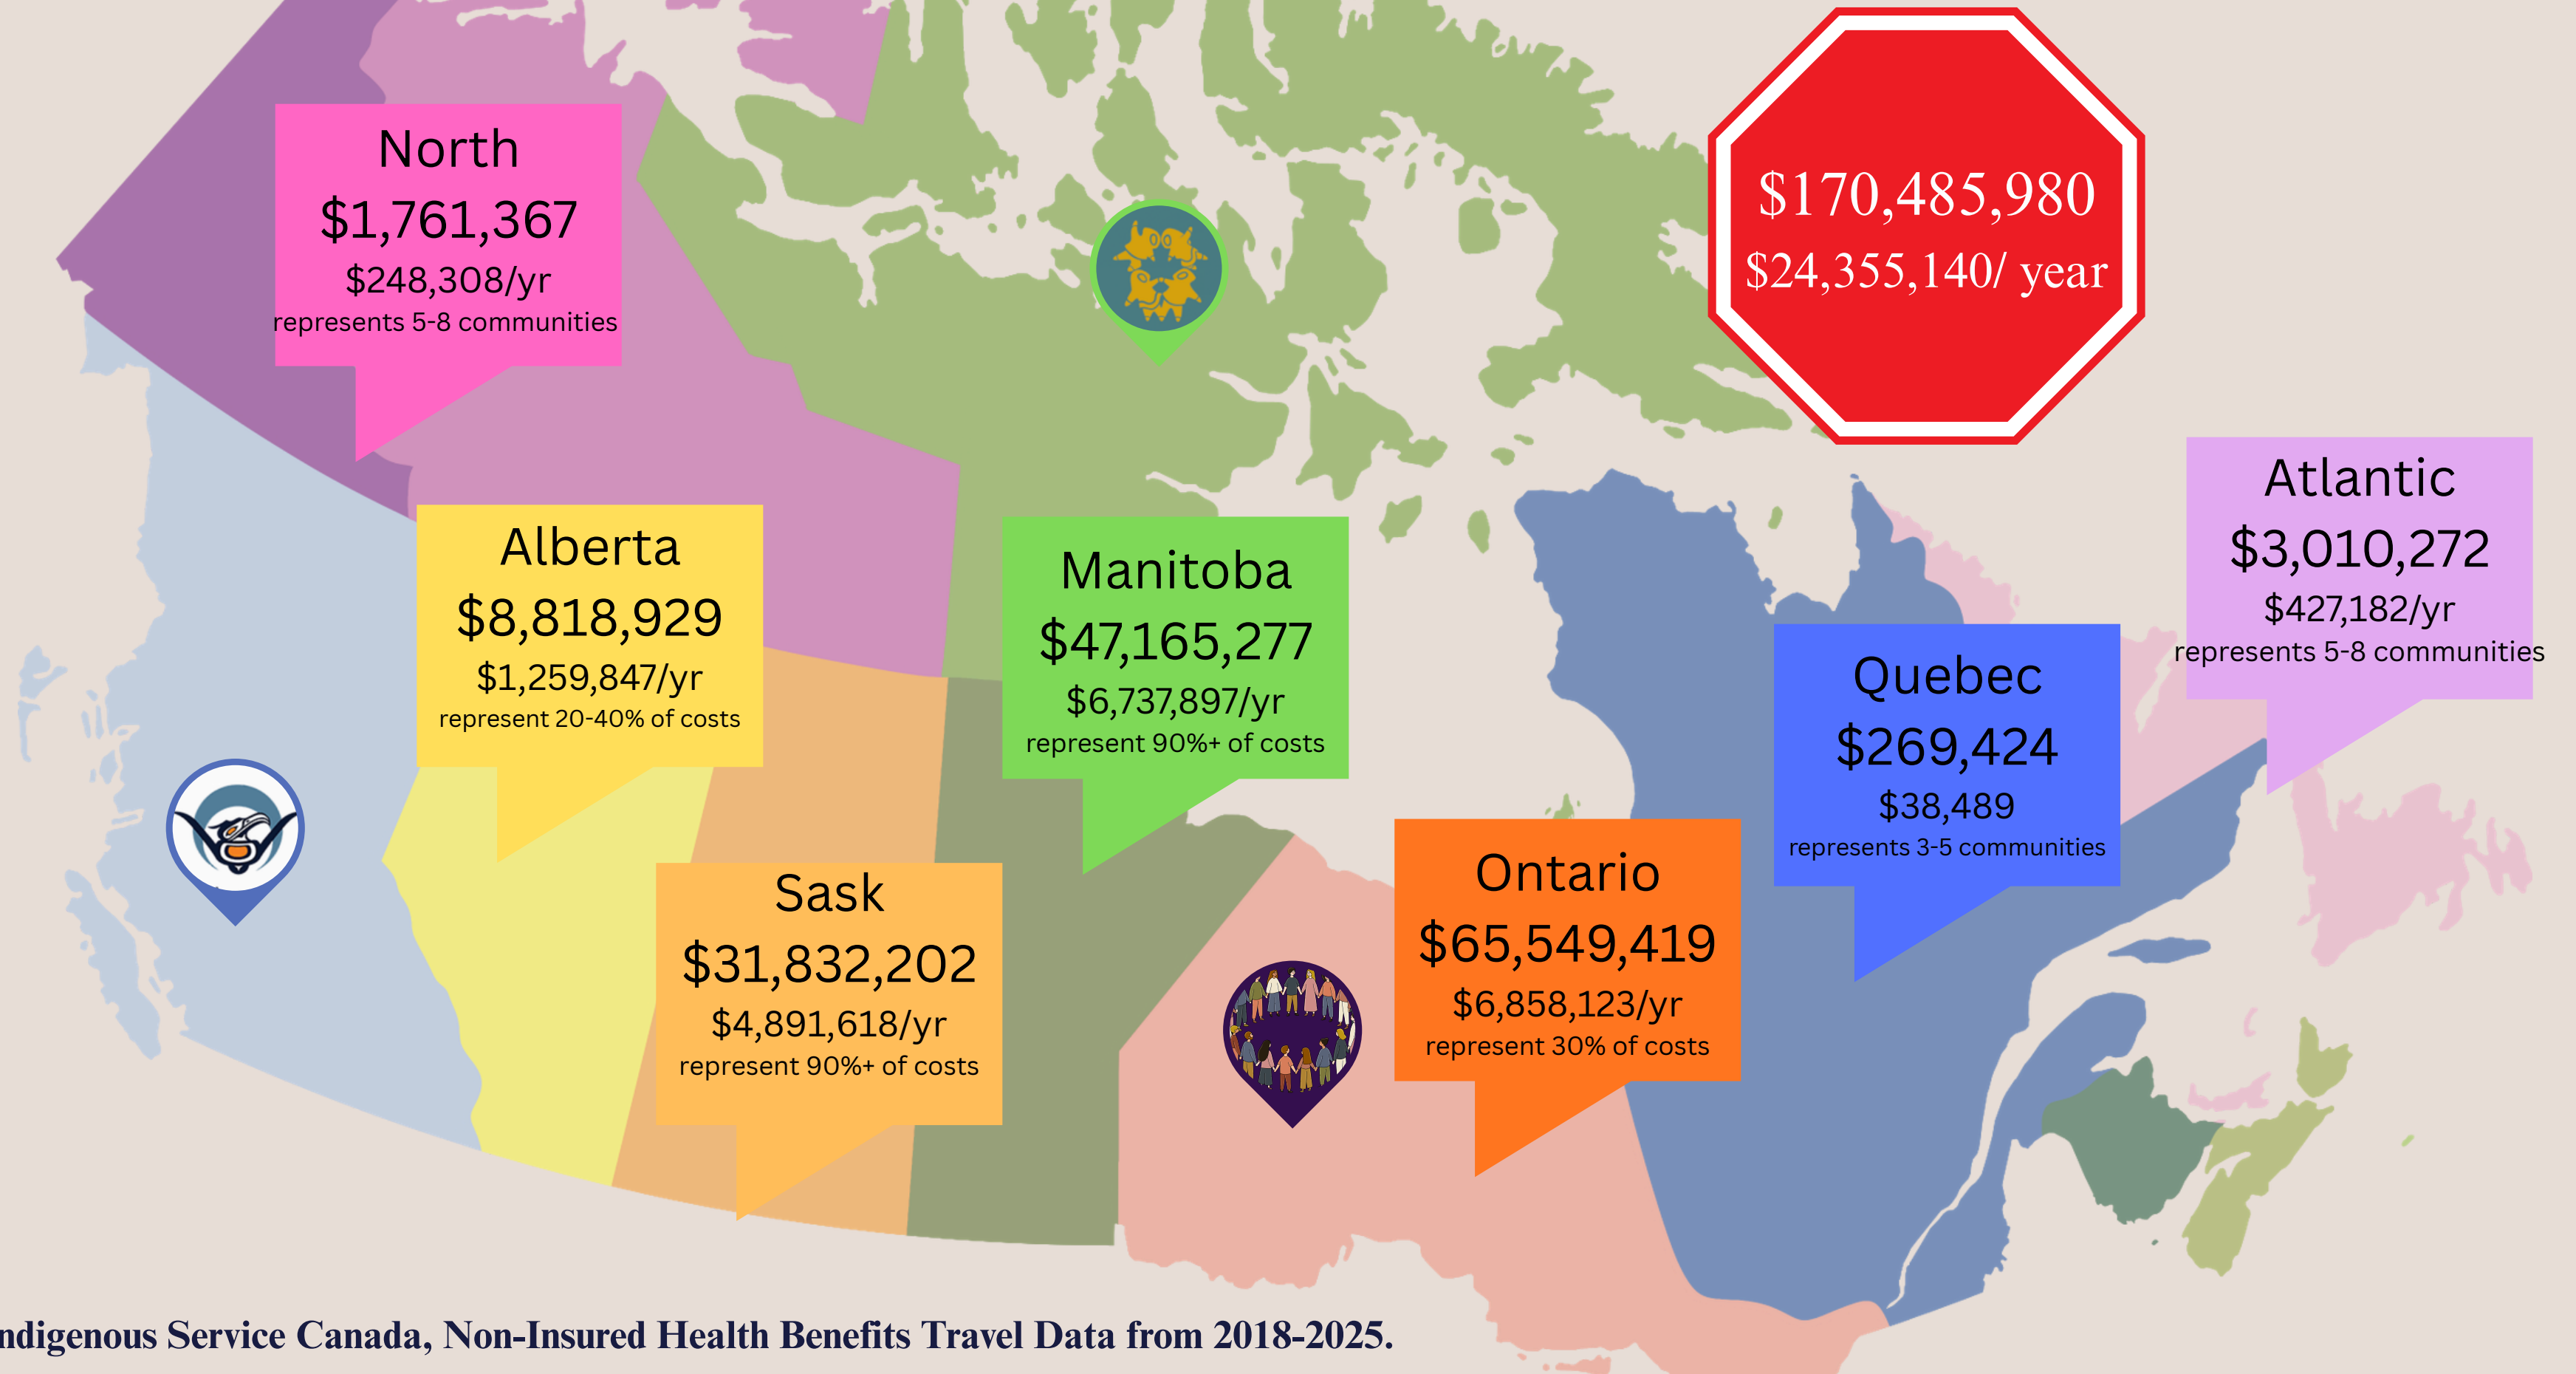 North
$1,761,367
$248,308/yr
represents 5-8 communities
$170,485,980
$24,355,140/ year
Alberta
$8,818,929
$1,259,847/yr
represent 20-40% of costs
Manitoba
$47,165,277
$6,737,897/yr
represent 90%+ of costs
Atlantic
$3,010,272
$427,182/yr
represents 5-8 communities
Quebec
$269,424
$38,489
represents 3-5 communities
Sask
$31,832,202
$4,891,618/yr
represent 90%+ of costs
Ontario
$65,549,419
$6,858,123/yr
represent 30% of costs
ndigenous Service Canada, Non-Insured Health Benefits Travel Data from 2018-2025.